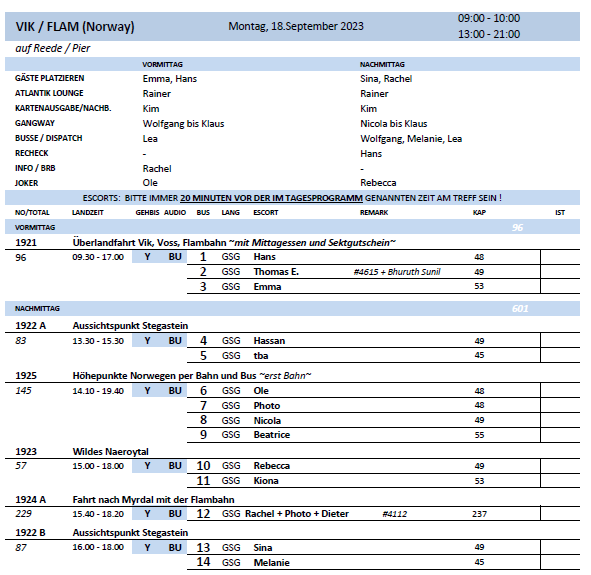 VIK / FLAM (Norway) Montag, 18.September 2023 09:00 - 10:00
13:00 - 21:00
auf Reede / Pier
VORMITTAG NACHMITTAG
GÄSTE PLATZIEREN Emma, Hans Sina, Rachel
ATLANTIK LOUNGE Rainer Rainer
KARTENAUSGABE/NACHB. Kim Kim
GANGWAY Wolfgang bis Klaus Nicola bis Klaus
BUSSE / DISPATCH Lea Wolfgang, Melanie, Lea
RECHECK - Hans
INFO / BRB Rachel -
JOKER Ole Rebecca
ESCORTS: BITTE IMMER 20 MINUTEN VOR DER IM TAGESPROGRAMM GENANNTEN ZEIT AM TREFF SEIN !
NO/TOTAL LANDZEIT GEHBIS AUDIO BUS LANG ESCORT REMARK KAP IST
VORMITTAG 96
1921 Überlandfahrt Vik, Voss, Flambahn ~mit Mittagessen und Sektgutschein~
96 09.30 - 17.00 Y BU 1 GSG Hans 48
2 GSG Thomas E. #4615 + Bhuruth Sunil 49
3 GSG Emma 53
NACHMITTAG 601
1922 A Aussichtspunkt Stegastein
83 13.30 - 15.30 Y BU 4 GSG Hassan 49
5 GSG tba 45
1925 Höhepunkte Norwegen per Bahn und Bus ~erst Bahn~
145 14.10 - 19.40 Y BU 6 GSG Ole 48
7 GSG Photo 48
8 GSG Nicola 49
9 GSG Beatrice 55
1923 Wildes Naeroytal
57 15.00 - 18.00 Y BU 10 GSG Rebecca 49
11 GSG Kiona 53
1924 A Fahrt nach Myrdal mit der Flambahn
229 15.40 - 18.20 Y BU 12 GSG Rachel + Photo + Dieter #4112 237
1922 B Aussichtspunkt Stegastein
87 16.00 - 18.00 Y BU 13 GSG Sina 49
14 GSG Melanie 45